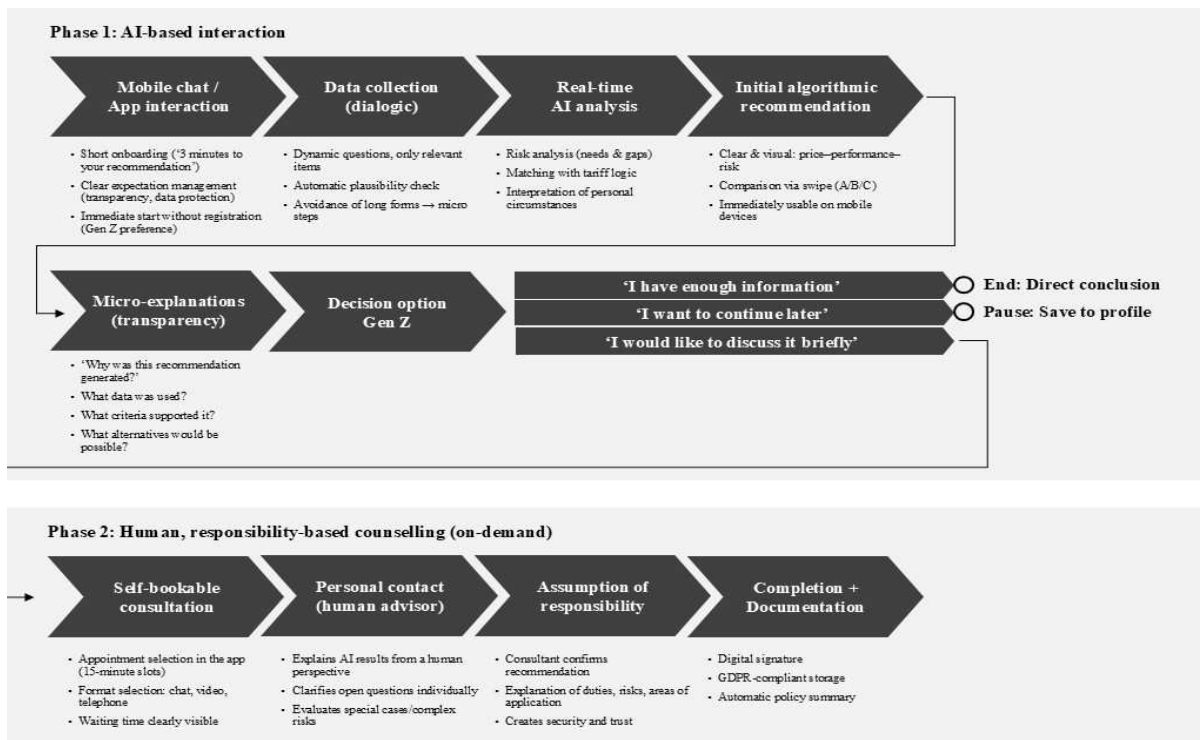 Phase 1: AI-based interaction
Mobile chat /
App interaction
Data collection
(dialogic)
Real-time
AI analysis
Initial algorithmic
recommendation
• Short onboarding (‘3 minutes to
your recommendation’)
• Clear expectation management
(transparency, data protection)
• Immediate start without registration
(Gen Z preference)
• Dynamic questions, only relevant
items
• Automatic plausibility check
• Avoidance of long forms → micro
steps
• Risk analysis (needs & gaps)
• Matching with tariff logic
• Interpretation of personal
circumstances
• Clear & visual: price–performance–
risk
• Comparison via swipe (A/B/C)
• Immediately usable on mobile
devices
Micro-explanations
(transparency)
Decision option
Gen Z
‘I have enough information’
End: Direct conclusion
‘I want to continue later’
Pause: Save to profile
‘I would like to discuss it briefly’
• ‘Why was this recommendation
generated?’
• What data was used?
• What criteria supported it?
• What alternatives would be
possible?
Phase 2: Human, responsibility-based counselling (on-demand)
Self-bookable
consultation
Personal contact
(human advisor)
Assumption of
responsibility
Completion +
Documentation
• Appointment selection in the app
(15-minute slots)
• Format selection: chat, video,
telephone
• Waiting time clearly visible
• Explains AI results from a human
perspective
• Clarifies open questions individually
• Evaluates special cases/complex
risks
• Consultant confirms
recommendation
• Explanation of duties, risks, areas of
application
• Creates security and trust
• Digital signature
• GDPR-compliant storage
• Automatic policy summary